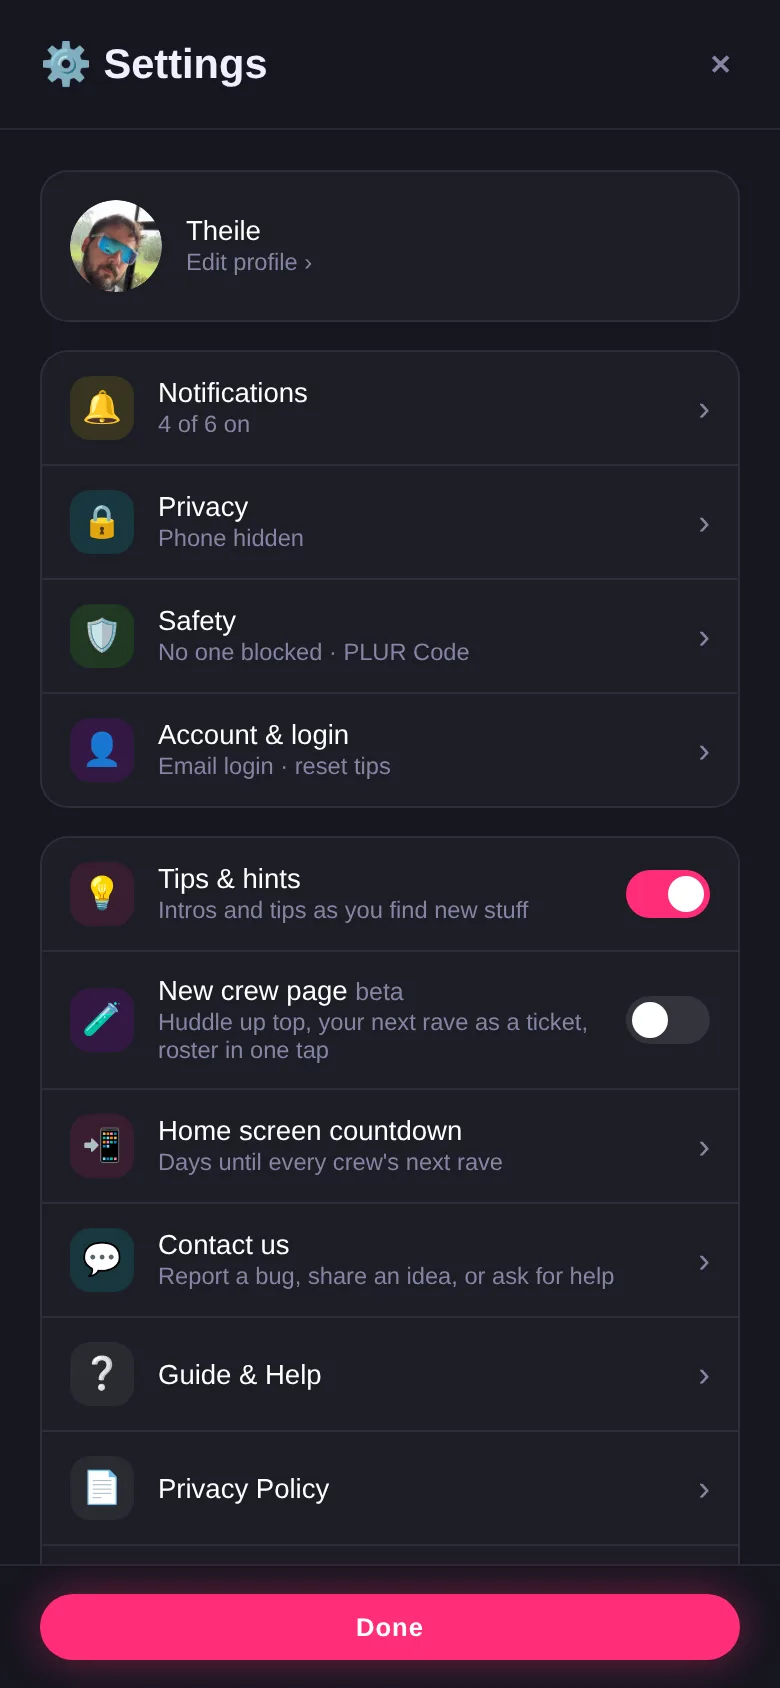 Settings
×
Theile
Edit profile ›
Notifications
4 of 6 on
Privacy
Phone hidden
Safety
No one blocked · PLUR Code
Account & login
Email login · reset tips
Tips & hints
Intros and tips as you find new stuff
New crew page beta
Huddle up top, your next rave as a ticket,
roster in one tap
Home screen countdown
Days until every crew's next rave
Contact us
Report a bug, share an idea, or ask for help
Guide & Help
Privacy Policy
Done